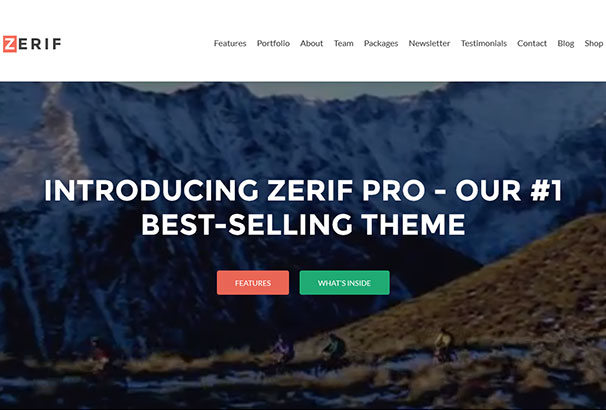 ZERIF
Features Portfolio About Team Packages Newsletter Testimonials Contact Blog Shop
INTRODUCING ZERIF PRO - OUR #1
BEST-SELLING THEME
FEATURES WHAT'S INSIDE